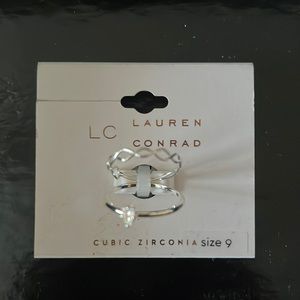 LC LAUREN
CONRAD
CUBIC ZIRCONIA size 9